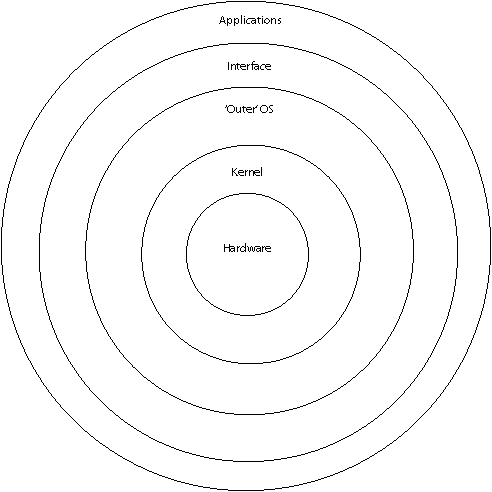 Applications
Interface
'Outer' OS
Kernel
Hardware